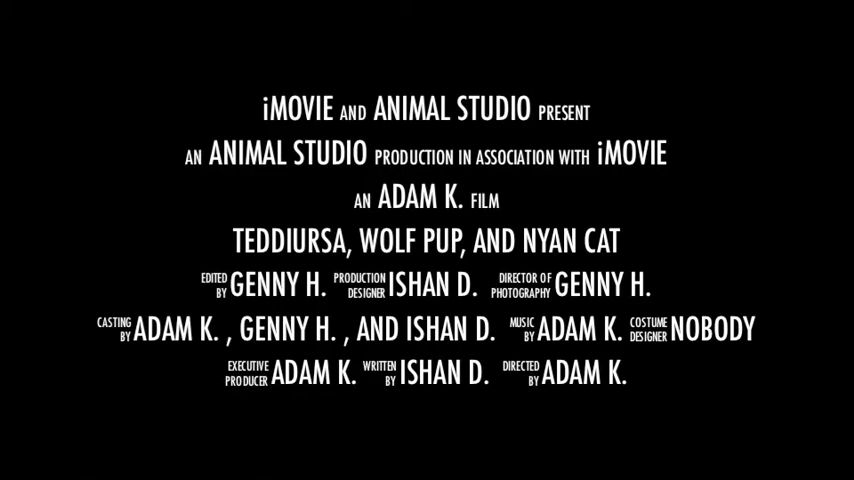 iMOVIE AND ANIMAL STUDIO PRESENT
AN ANIMAL STUDIO PRODUCTION IN ASSOCIATION WITH iMOVIE
AN ADAM K. FILM
TEDDIURSA, WOLF PUP, AND NYAN CAT
EDITED BY GENNY H. PRODUCTION DESIGNER ISHAN D. DIRECTOR OF PHOTOGRAPHY GENNY H.
CASTING BY ADAM K. , GENNY H. , AND ISHAN D. MUSIC BY ADAM K. COSTUME DESIGNER NOBODY
EXECUTIVE PRODUCER ADAM K. WRITTEN BY ISHAN D. DIRECTED BY ADAM K.